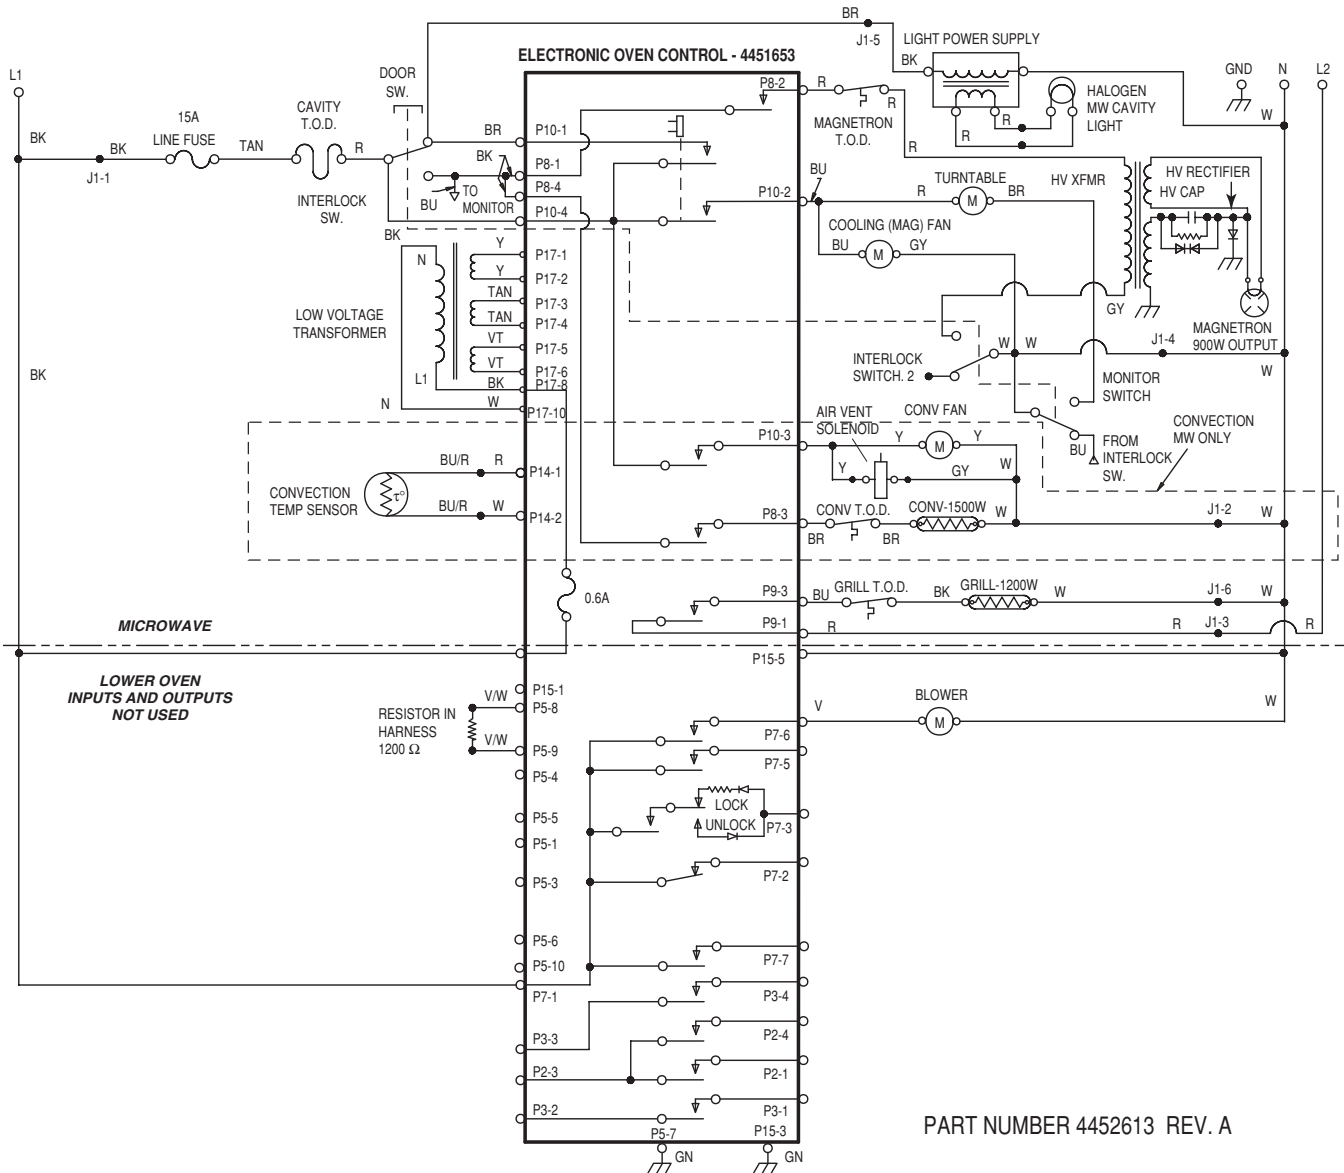 BR
J1-5
LIGHT POWER SUPPLY
ELECTRONIC OVEN CONTROL - 4451653
BK
L1
DOOR
SW.
GND
N
L2
P8-2
R
R
HALOGEN
MW CAVITY
LIGHT
15A
LINE FUSE
CAVITY
T.O.D.
MAGNETRON
T.O.D.
R
R
W
BK
BK
TAN
R
BR
P10-1
J1-1
BK
P8-1
R
BU
TURNTABLE
HV XFMR
HV RECTIFIER
HV CAP
INTERLOCK
SW.
BU
TO
MONITOR
P8-4
P10-2
R
BR
P10-4
COOLING (MAG) FAN
BK
BU
M
GY
M
N
Y
P17-1
Y
P17-2
TAN
P17-3
GY
LOW VOLTAGE
TRANSFORMER
TAN
P17-4
MAGNETRON
900W OUTPUT
VT
P17-5
W
W
J1-4
VT
P17-6
INTERLOCK
SWITCH. 2
W
BK
L1
BK
P17-8
MONITOR
SWITCH
N
W
P17-10
AIR VENT
SOLENOID
CONV FAN
CONVECTION
MW ONLY
P10-3
Y
M
Y
BU
FROM
INTERLOCK
SW.
BU/R
R
P14-1
Y
GY
W
CONVECTION
TEMP SENSOR
τ°
BU/R
W
P14-2
P8-3
CONV T.O.D.
CONV-1500W
W
J1-2
W
BR
BR
0.6A
P9-3
BU
GRILL T.O.D.
BK
GRILL-1200W
W
J1-6
W
MICROWAVE
P9-1
R
R
J1-3
R
P15-5
LOWER OVEN
INPUTS AND OUTPUTS
NOT USED
P15-1
V/W
P5-8
RESISTOR IN
HARNESS
1200 Ω
V/W
P5-9
V
BLOWER
M
W
P7-6
P7-5
P5-4
LOCK
P5-5
UNLOCK
P7-3
P5-1
P5-3
P7-2
P5-6
P5-10
P7-7
P7-1
P3-4
P3-3
P2-4
P2-3
P2-1
P3-2
P3-1
P5-7
P15-3
GN
GN
PART NUMBER 4452613 REV. A